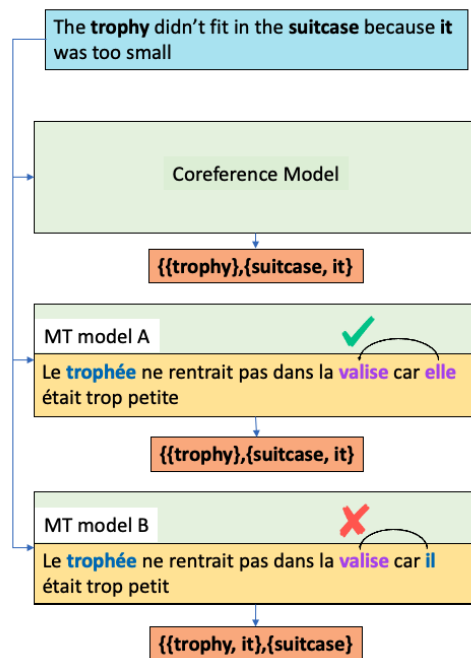 The trophy didn’t fit in the suitcase because it
was too small
Coreference Model
{{trophy},{suitcase, it}
MT model A
Le trophée ne rentrait pas dans la valise car elle
était trop petite
{{trophy},{suitcase, it}
MT model B
Le trophée ne rentrait pas dans la valise car il
était trop petit
{{trophy, it},{suitcase}